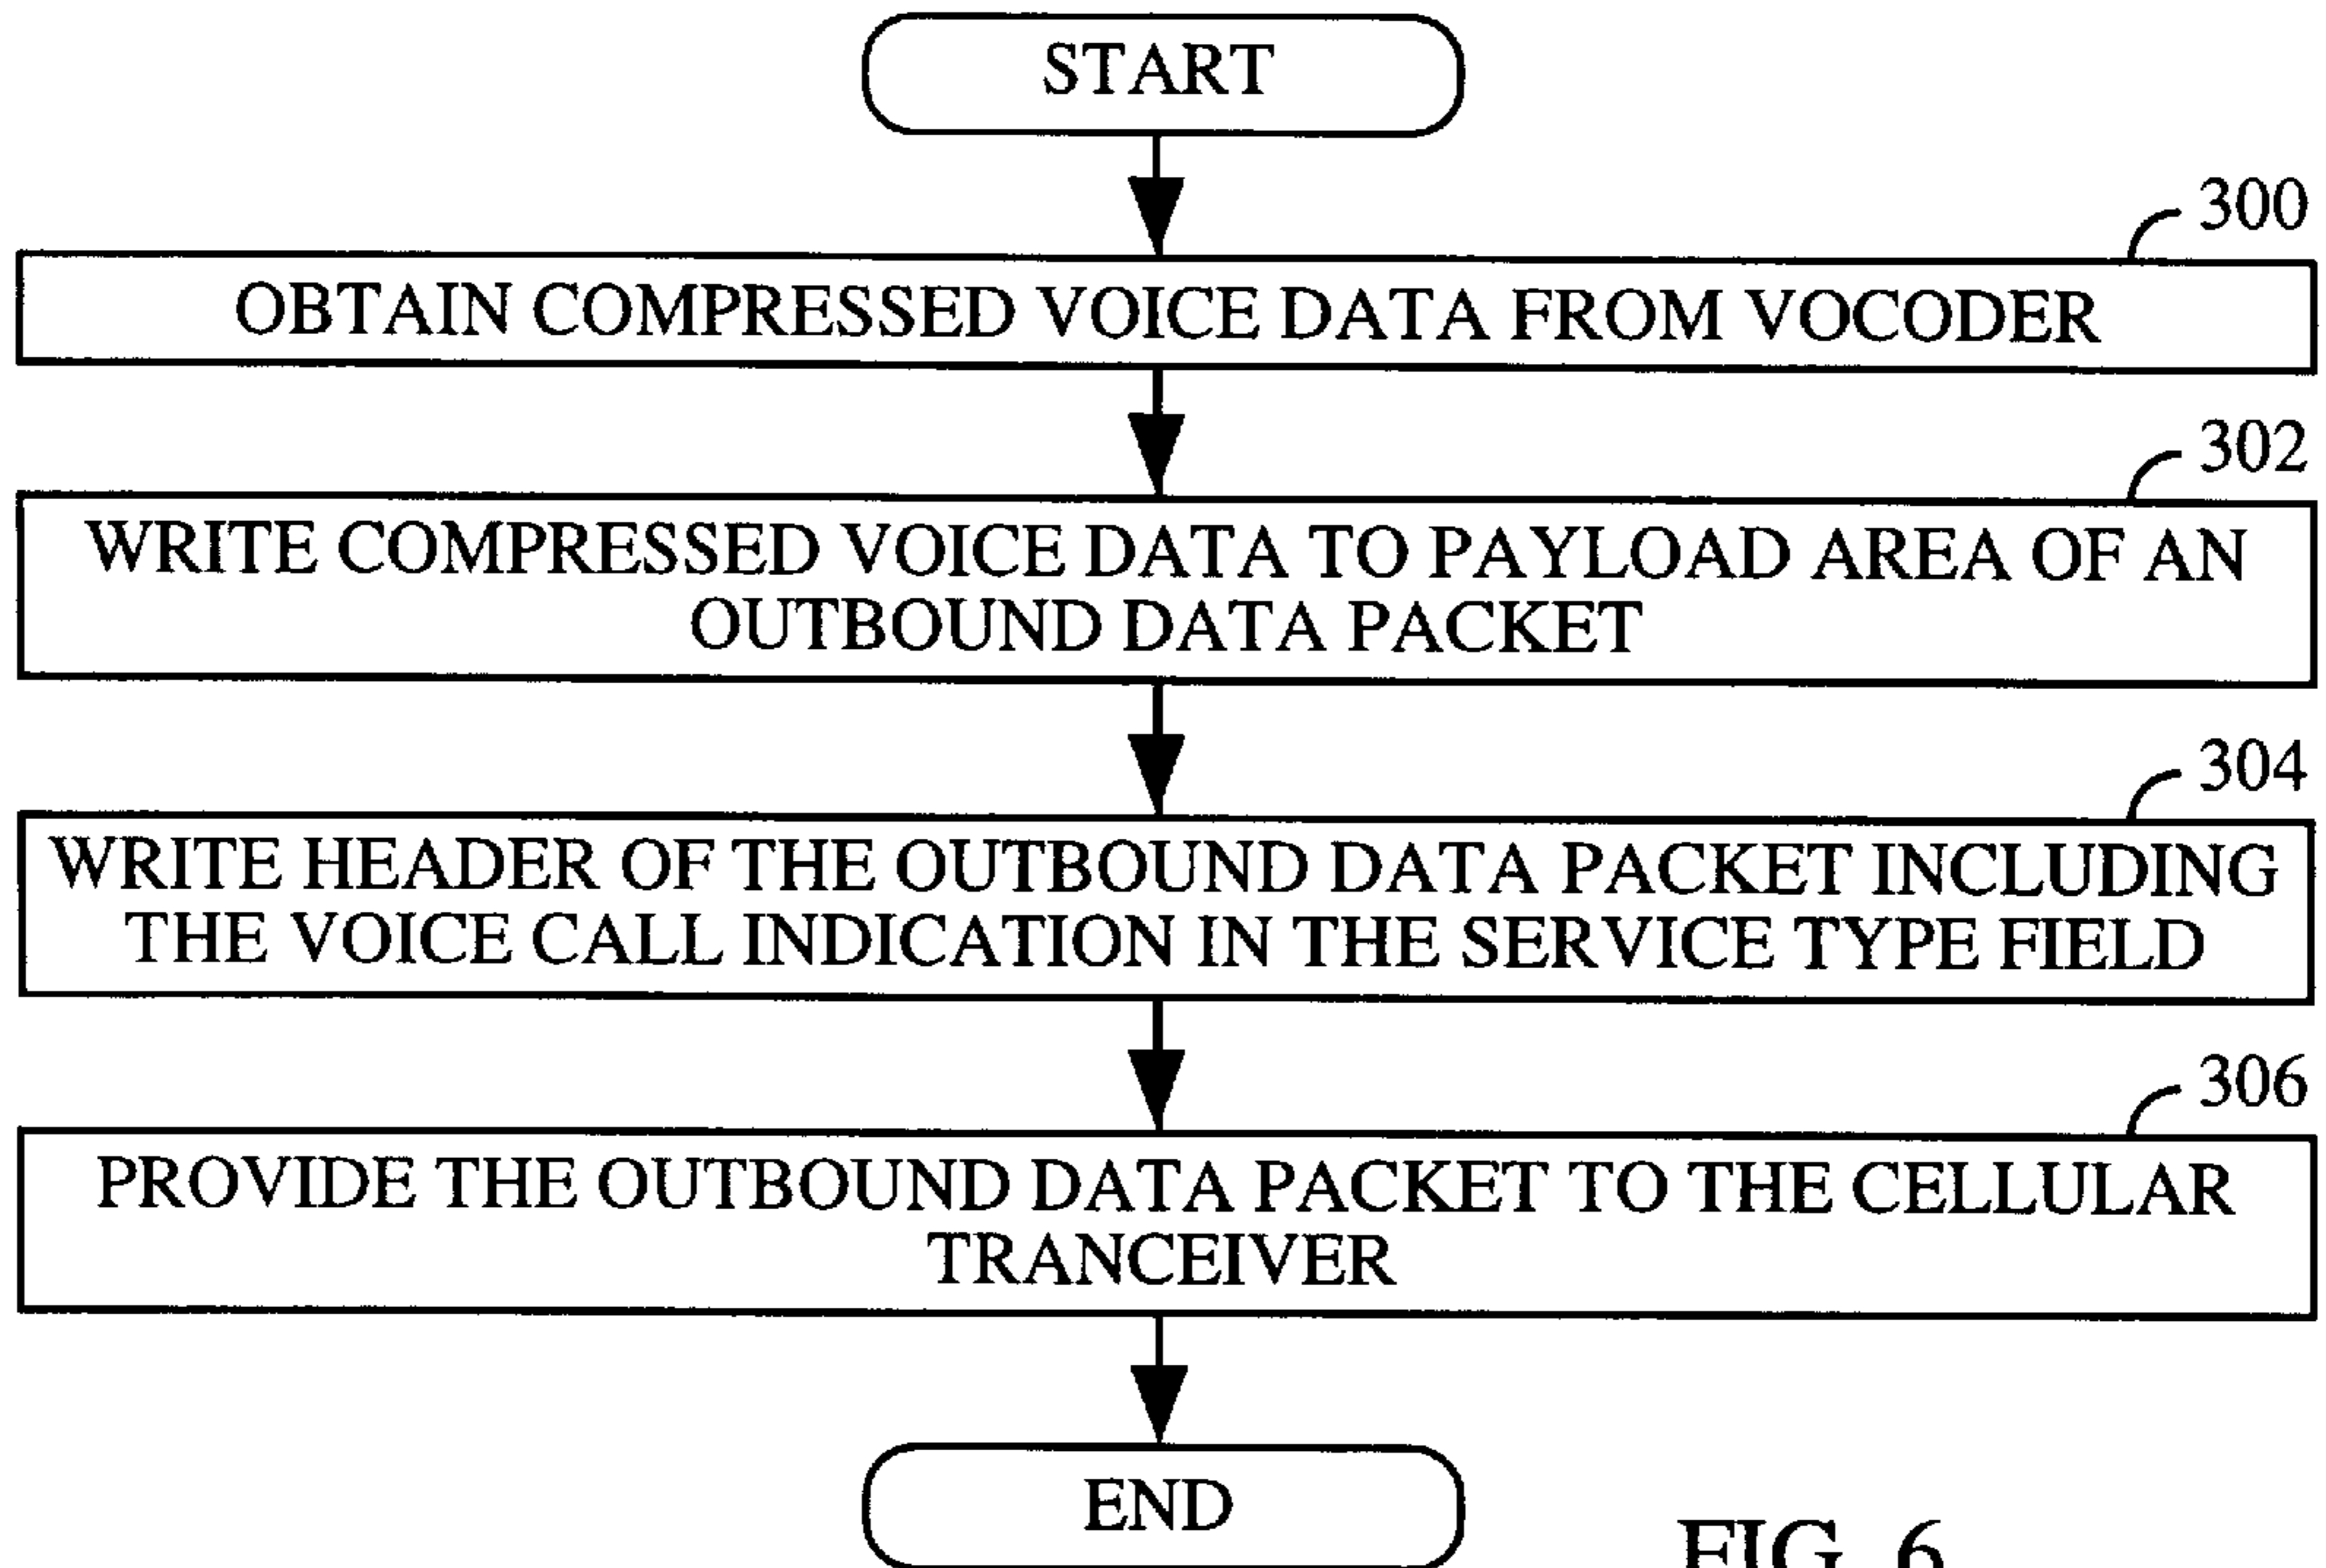 START
300
OBTAIN COMPRESSED VOICE DATA FROM VOCODER
302
WRITE COMPRESSED VOICE DATA TO PAYLOAD AREA OF AN
OUTBOUND DATA PACKET
304
WRITE HEADER OF THE OUTBOUND DATA PACKET INCLUDING
THE VOICE CALL INDICATION IN THE SERVICE TYPE FIELD
306
PROVIDE THE OUTBOUND DATA PACKET TO THE CELLULAR
TRANCEIVER
END
FIG. 6